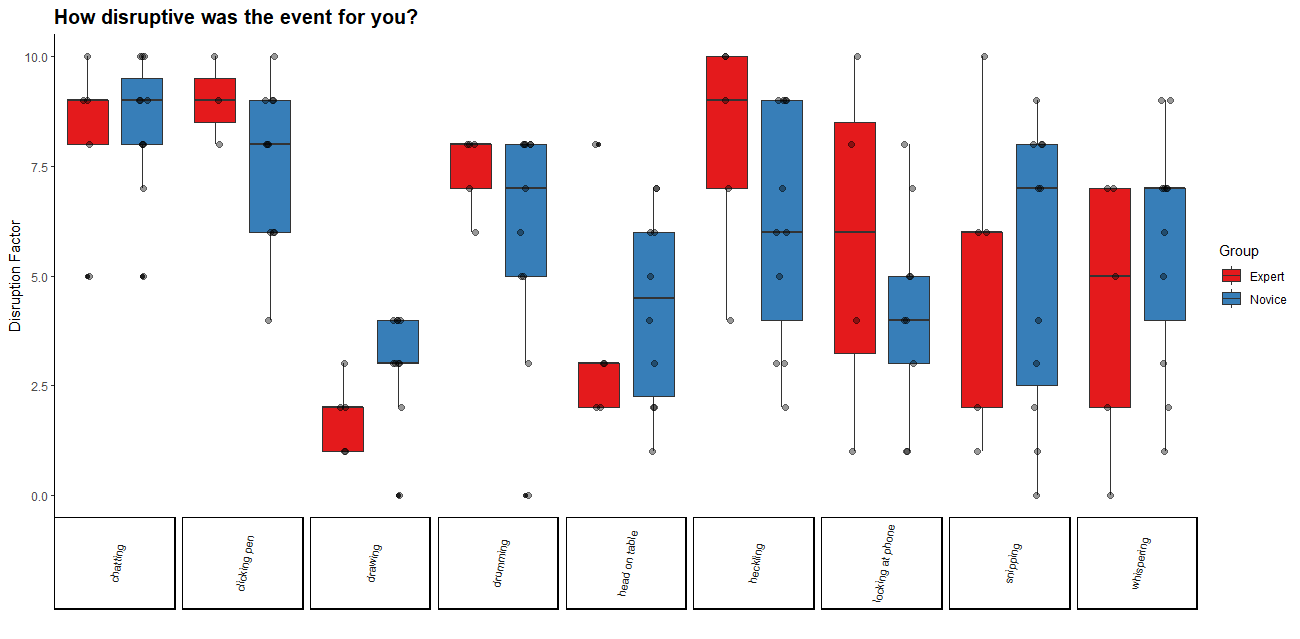 How disruptive was the event for you?
Disruption Factor
10.0
7.5
5.0
2.5
0.0
chatting
clicking pen
drawing
drumming
head on table
heckling
looking at phone
snipping
whispering
Group
Expert
Novice